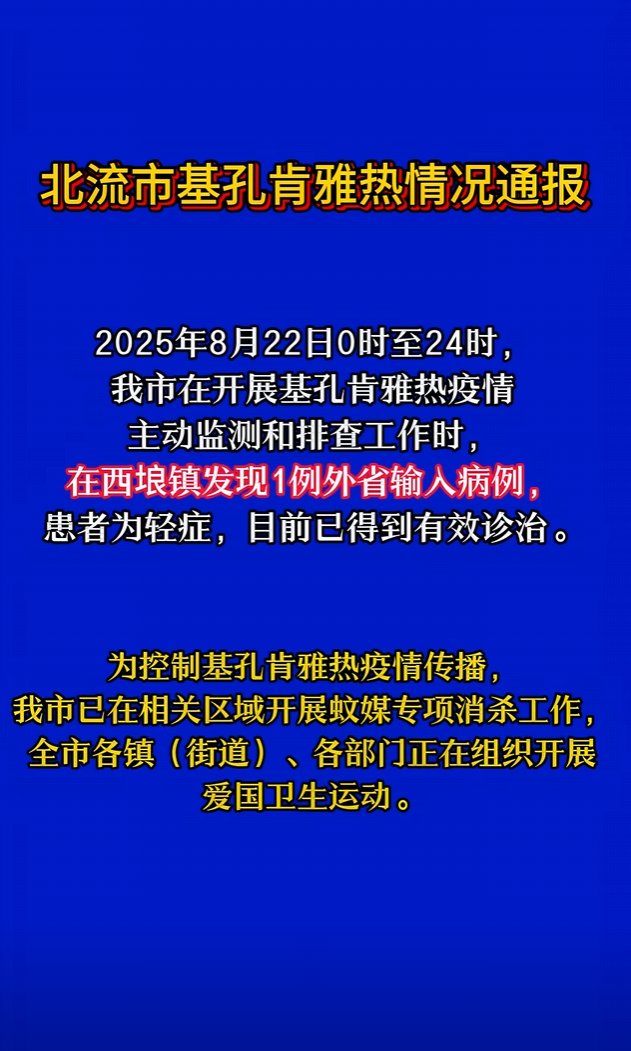 北流市基孔肯雅热情况通报
2025年8月22日0时至24时，
我市在开展基孔肯雅热疫情
主动监测和排查工作时，
在西埌镇发现1例外省输入病例，
患者为轻症，目前已得到有效诊治。
为控制基孔肯雅热疫情传播，
我市已在相关区域开展蚊媒专项消杀工作，
全市各镇（街道）、各部门正在组织开展
爱国卫生运动。